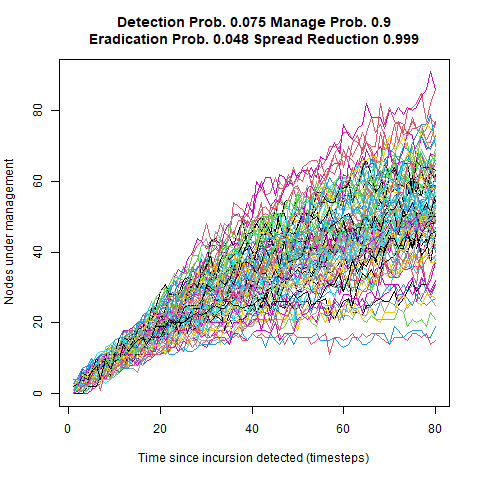 Detection Prob. 0.075 Manage Prob. 0.9
Eradication Prob. 0.048 Spread Reduction 0.999
Nodes under management
80
60
40
20
0
0 20 40 60 80
Time since incursion detected (timesteps)